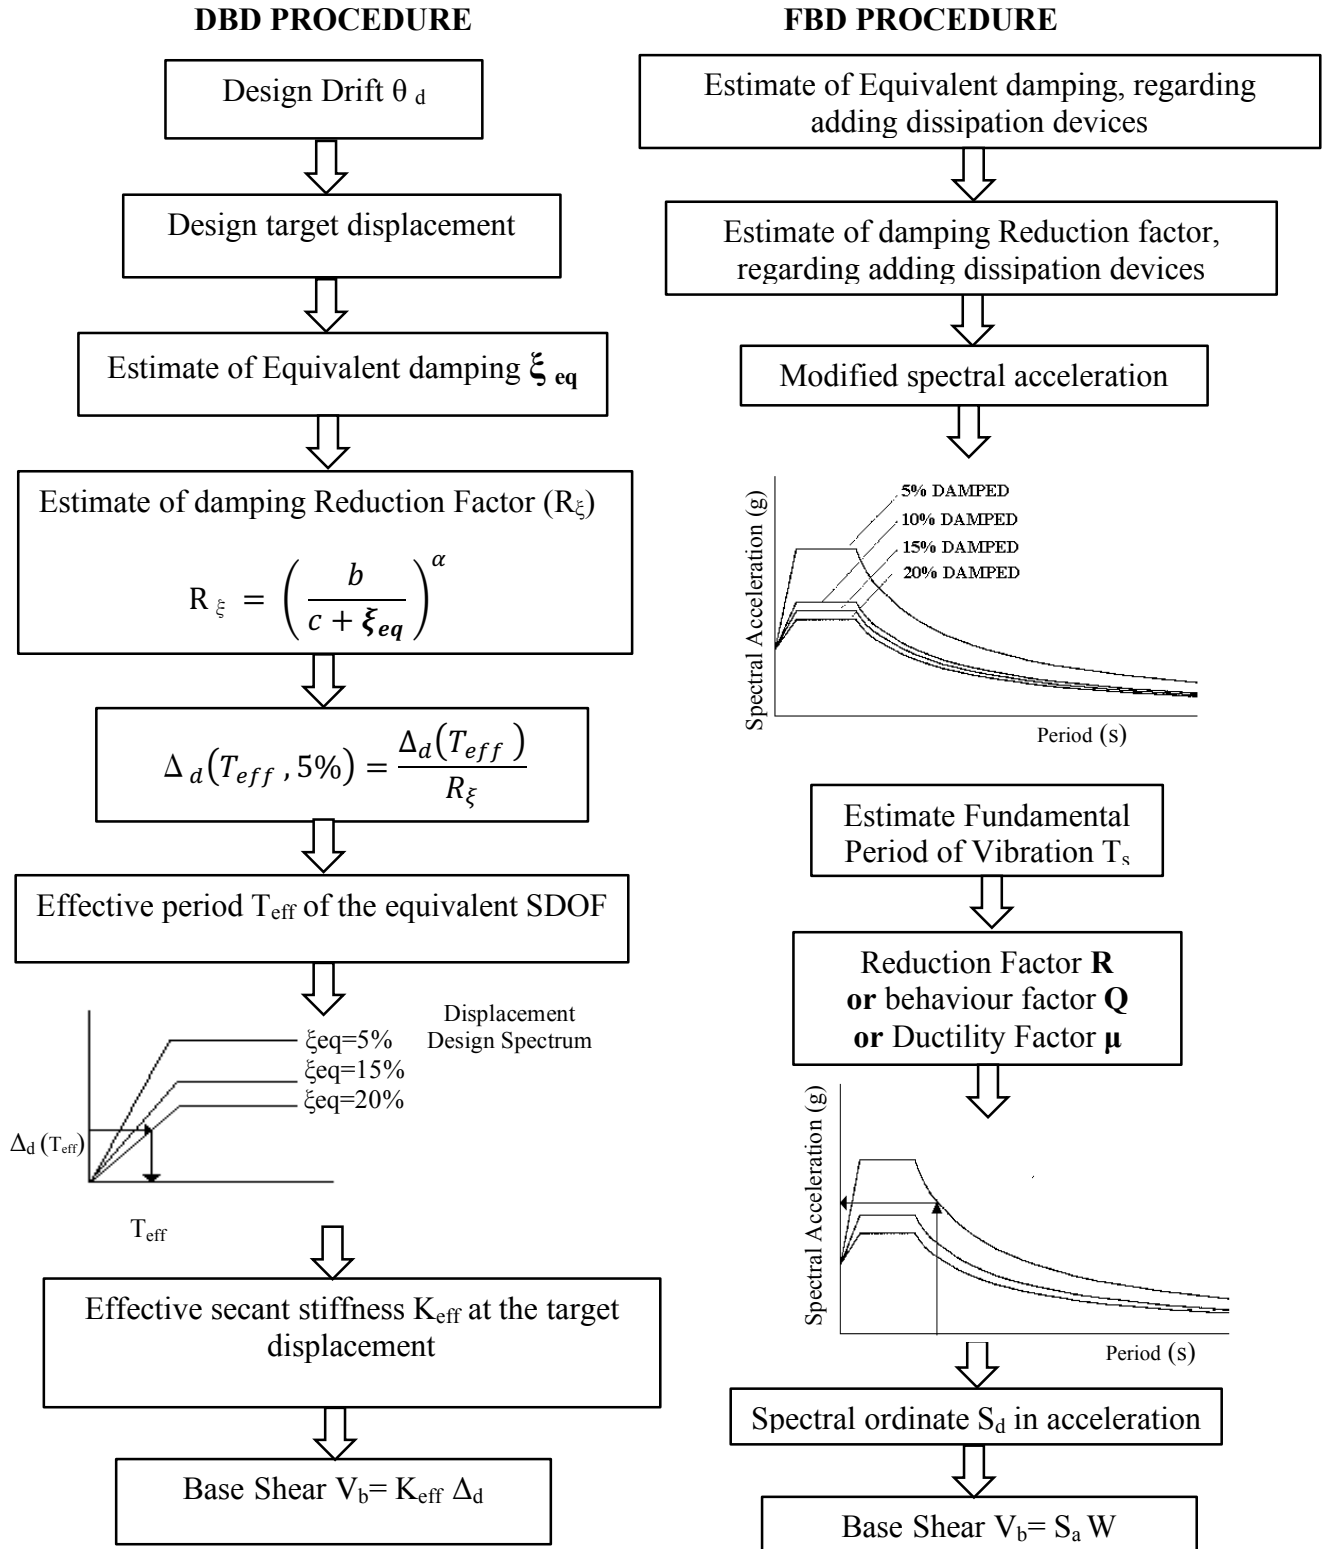 DBD PROCEDURE
Design Drift θ d
Design target displacement
Estimate of Equivalent damping ξ eq
Estimate of damping Reduction Factor (Rξ)
R ξ = ( b / (c + ξeq) )^α
Δ d(Teff , 5%) = Δd(Teff ) / Rξ
Effective period Teff of the equivalent SDOF
Displacement
Design Spectrum
ξeq=5%
ξeq=15%
ξeq=20%
Δd (Teff)
Teff
Effective secant stiffness Keff at the target
displacement
Base Shear Vb= Keff Δd
FBD PROCEDURE
Estimate of Equivalent damping, regarding
adding dissipation devices
Estimate of damping Reduction factor,
regarding adding dissipation devices
Modified spectral acceleration
Spectral Acceleration (g)
5% DAMPED
10% DAMPED
15% DAMPED
20% DAMPED
Period (s)
Estimate Fundamental
Period of Vibration Ts
Reduction Factor R
or behaviour factor Q
or Ductility Factor μ
Spectral Acceleration (g)
Period (s)
Spectral ordinate Sd in acceleration
Base Shear Vb= Sa W